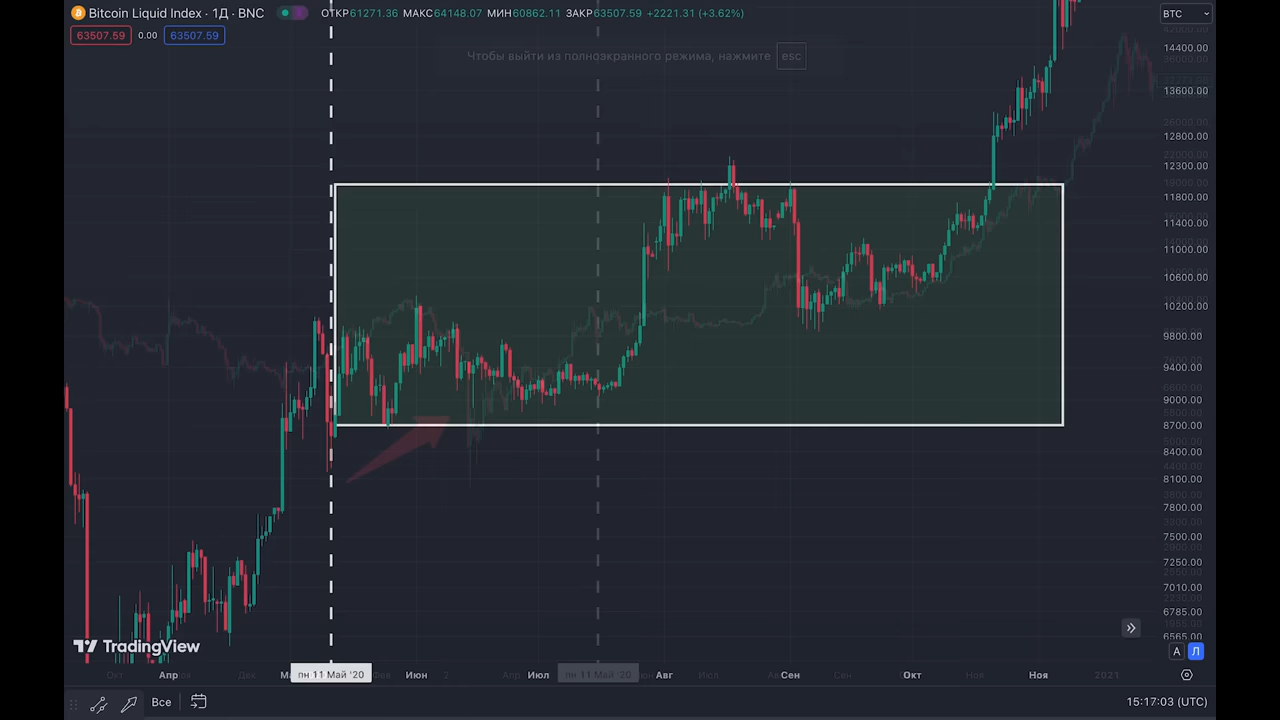 Bitcoin Liquid Index · 1Д · BNC ОТКР61271.36 МАКС64148.07 МИН60862.11 ЗАКР63507.59 +2221.31 (+3.62%)
BTC
63507.59 0.00 63507.59
Чтобы выйти из полноэкранного режима, нажмите esc
14400.00
13600.00
12800.00
12300.00
11800.00
11400.00
11000.00
10600.00
10200.00
9800.00
9400.00
9000.00
8700.00
8400.00
8100.00
7800.00
7500.00
7250.00
7010.00
6785.00
6565.00
TradingView
A Л
Апр пн 11 Май '20 Июн Июл пн 11 Май '20 Авг Сен Окт Ноя 2021
Все
15:17:03 (UTC)